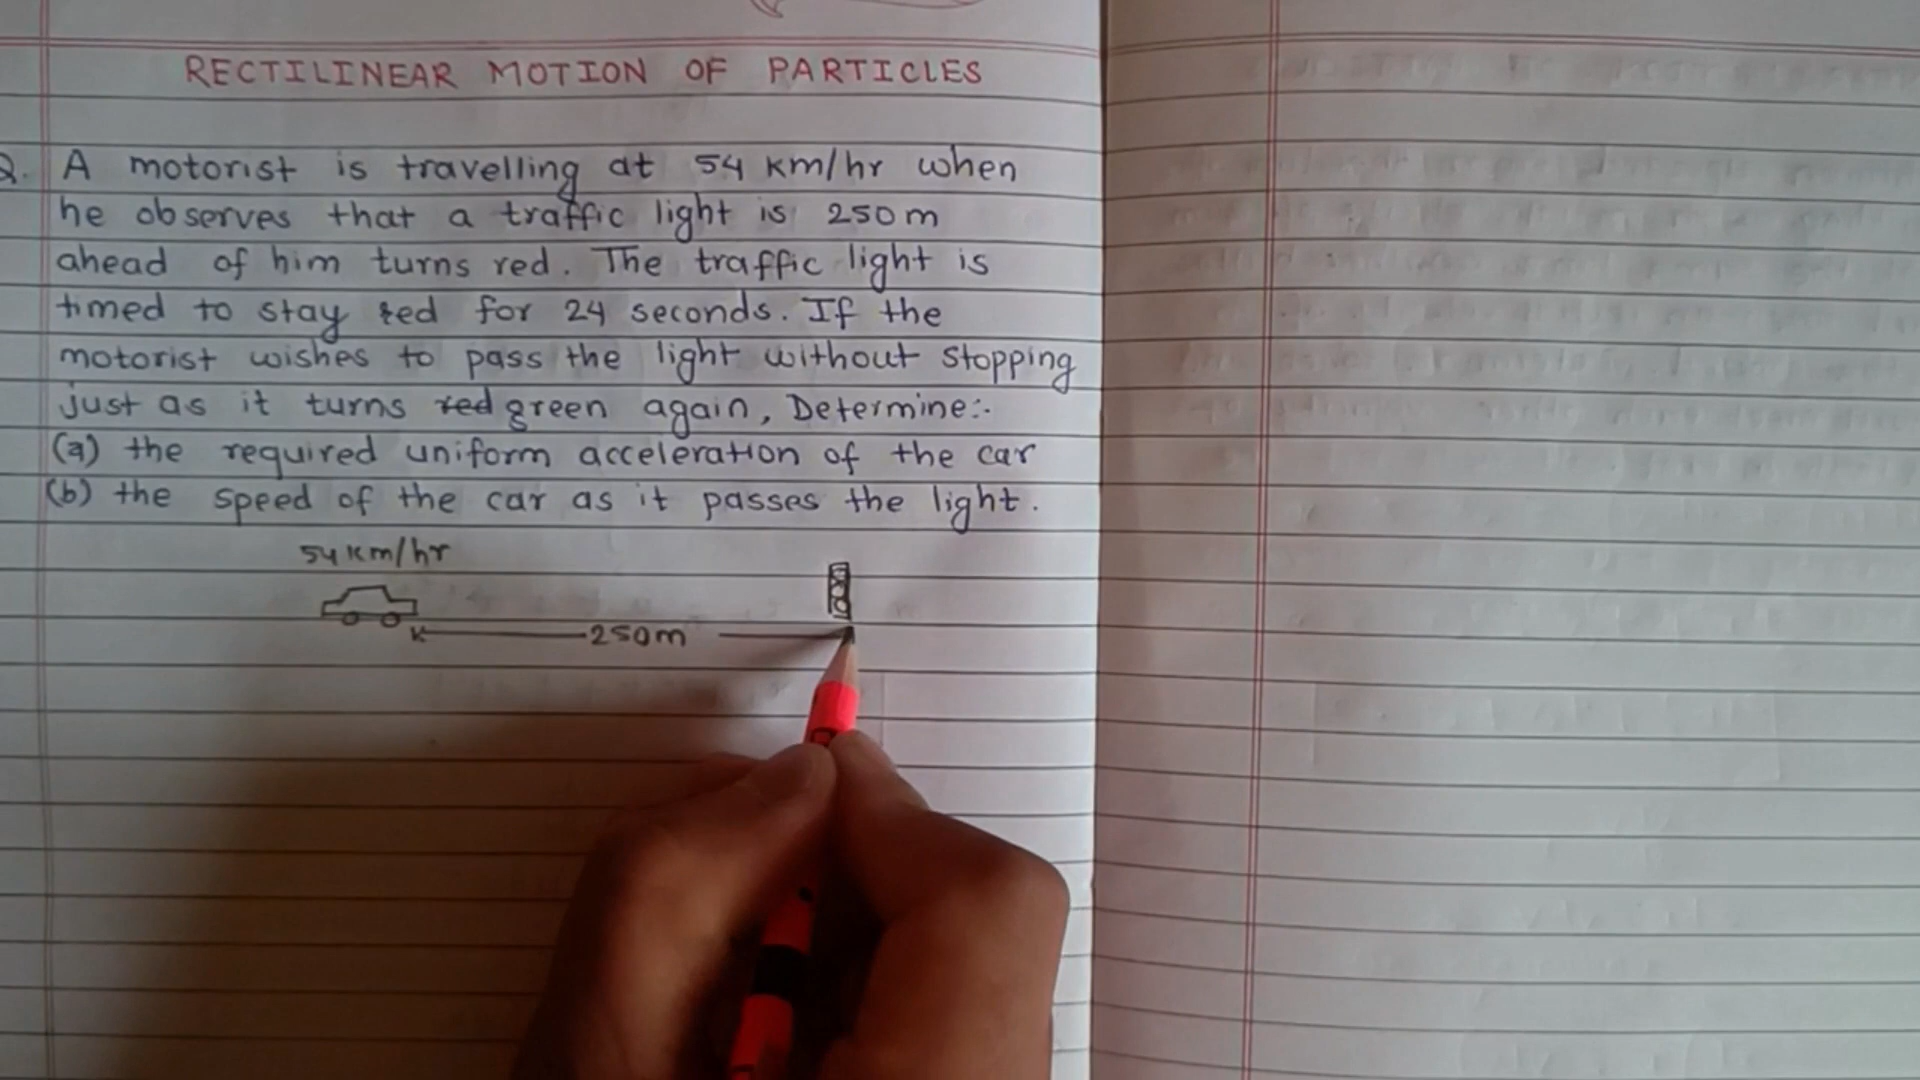 RECTILINEAR MOTION OF PARTICLES
Q. A motorist is travelling at 54 km/hr when
he observes that a traffic light is 250m
ahead of him turns red. The traffic light is
timed to stay red for 24 seconds. If the
motorist wishes to pass the light without stopping
just as it turns red green again, Determine:-
(a) the required uniform acceleration of the car
(b) the speed of the car as it passes the light.
54 km/hr
250m